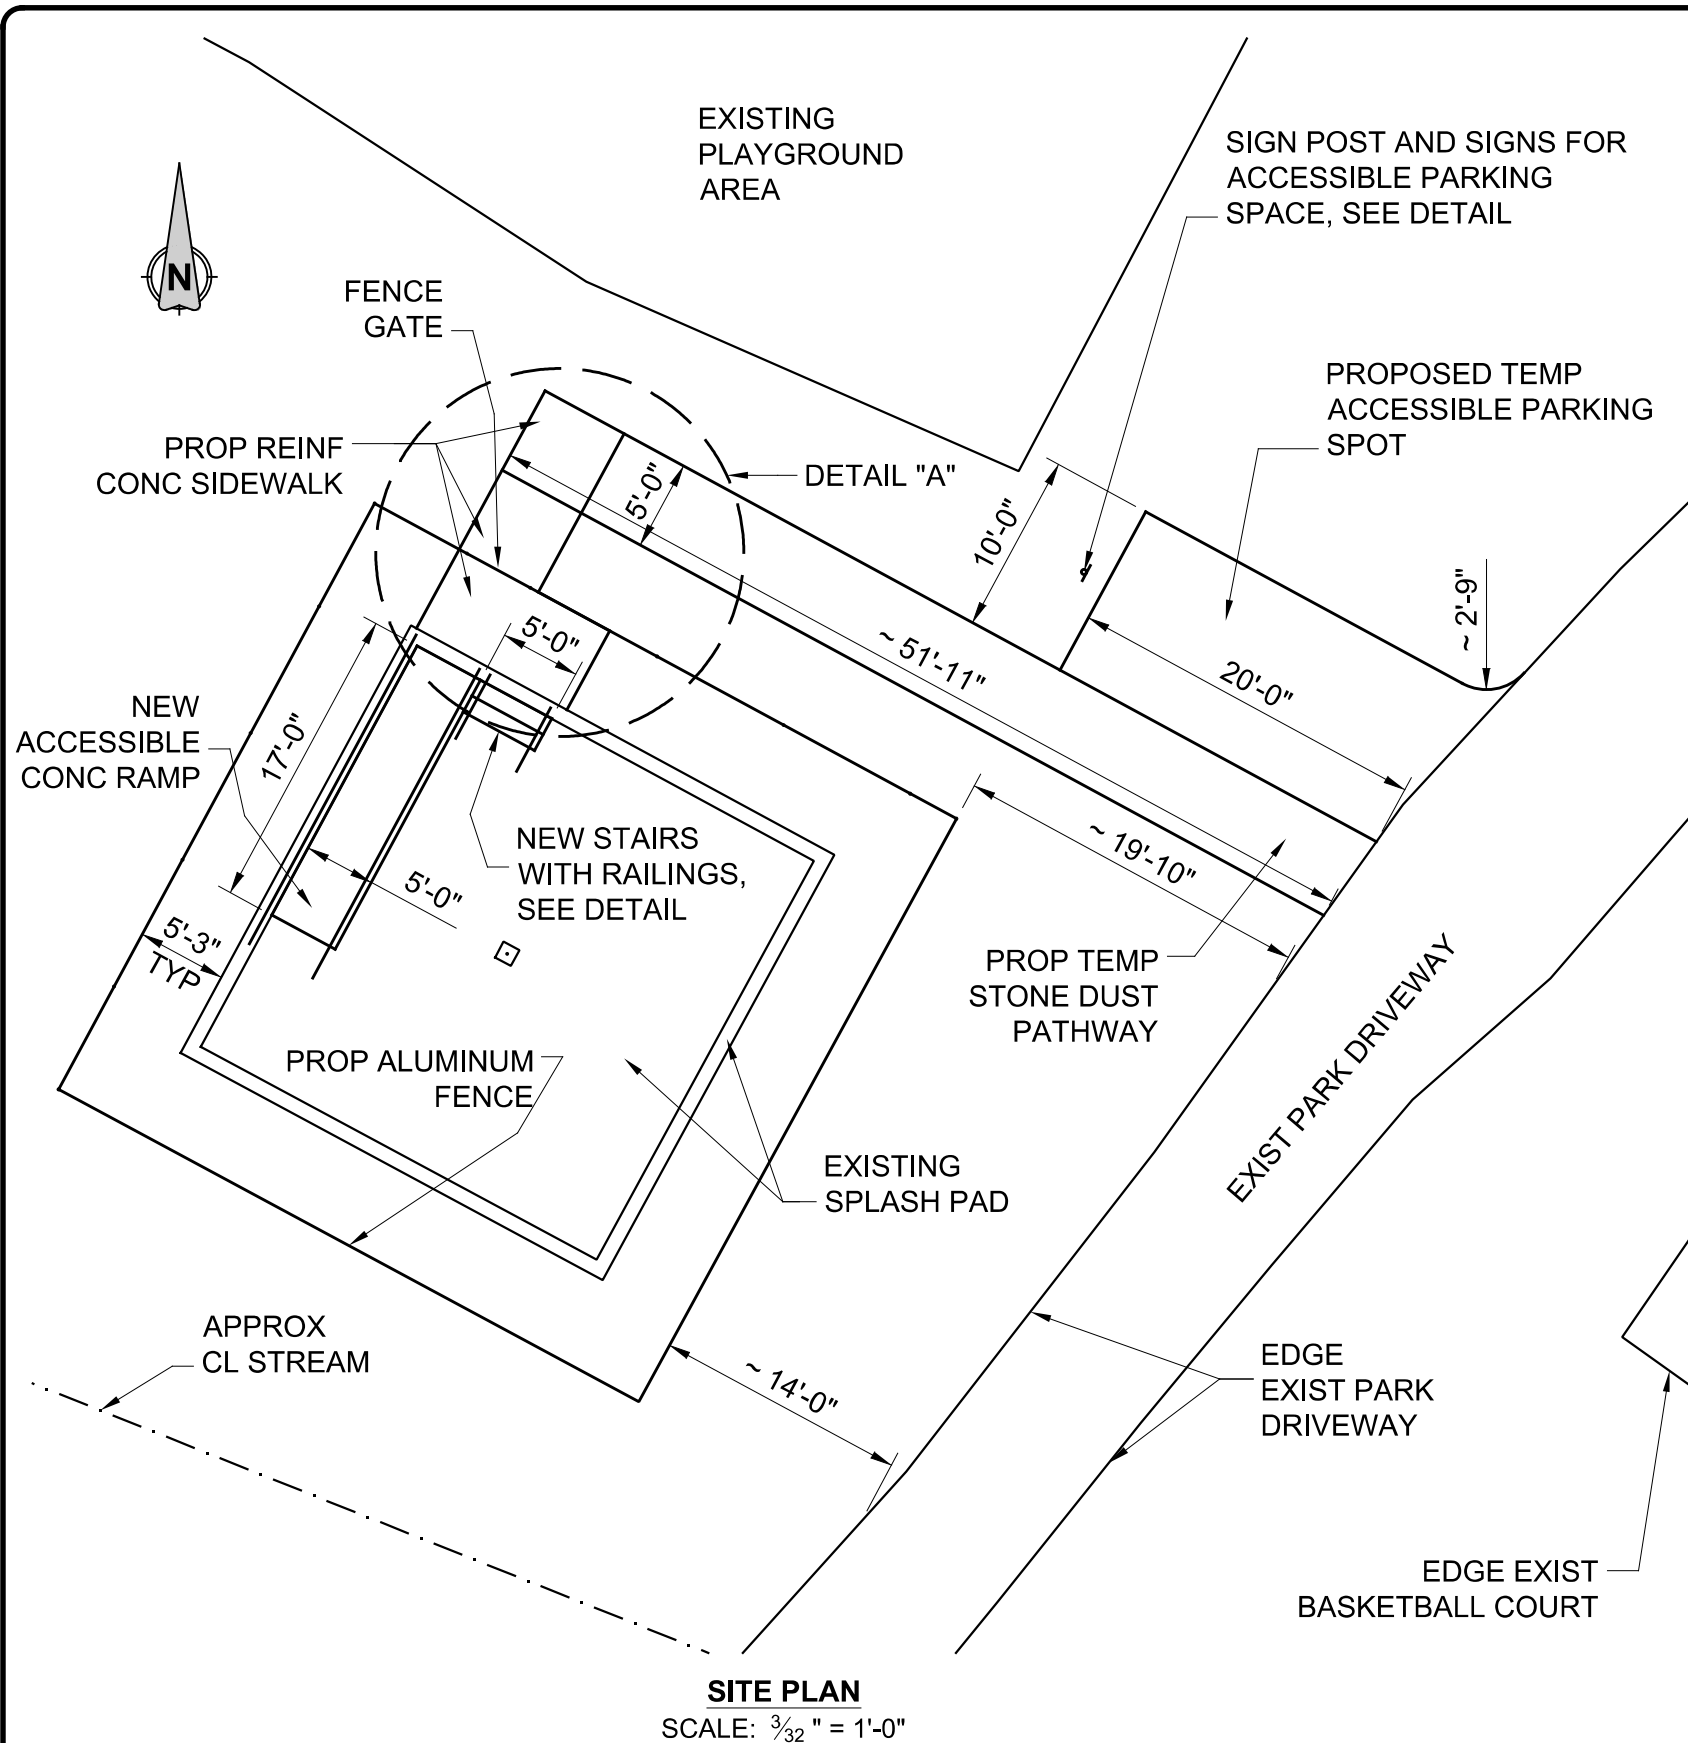 EXISTING
PLAYGROUND
AREA
SIGN POST AND SIGNS FOR
ACCESSIBLE PARKING
SPACE, SEE DETAIL
N
FENCE
GATE
PROPOSED TEMP
ACCESSIBLE PARKING
SPOT
PROP REINF
CONC SIDEWALK
DETAIL "A"
5'-0"
10'-0"
~ 2'-9"
5'-0"
~ 51'-11"
20'-0"
NEW
ACCESSIBLE
CONC RAMP
17'-0"
NEW STAIRS
WITH RAILINGS,
SEE DETAIL
~ 19'-10"
5'-0"
5'-3"
TYP
PROP TEMP
STONE DUST
PATHWAY
EXIST PARK DRIVEWAY
PROP ALUMINUM
FENCE
EXISTING
SPLASH PAD
APPROX
CL STREAM
~ 14'-0"
EDGE
EXIST PARK
DRIVEWAY
EDGE EXIST
BASKETBALL COURT
SITE PLAN
SCALE: 3/32 " = 1'-0"